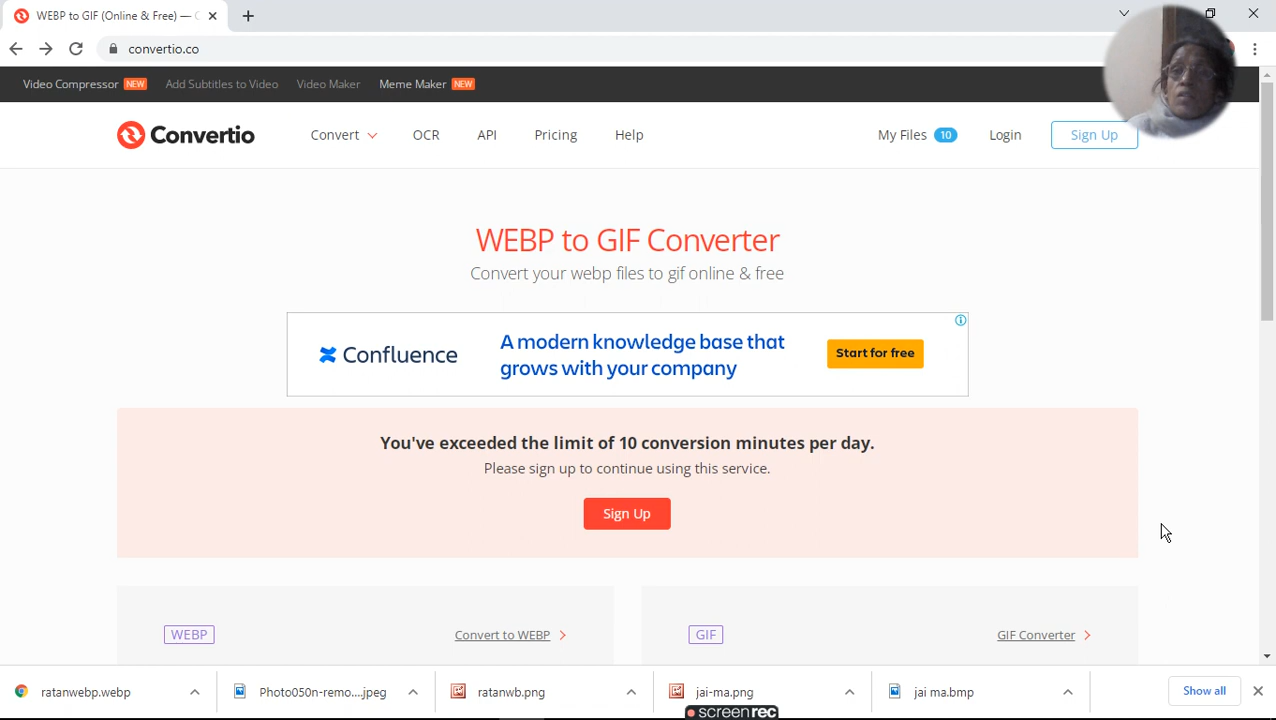 WEBP to GIF (Online & Free) — C
convertio.co
Video Compressor NEW Add Subtitles to Video Video Maker Meme Maker NEW
Convertio Convert OCR API Pricing Help My Files 10 Login Sign Up
WEBP to GIF Converter
Convert your webp files to gif online & free
Confluence
A modern knowledge base that
grows with your company
Start for free
You've exceeded the limit of 10 conversion minutes per day.
Please sign up to continue using this service.
Sign Up
WEBP Convert to WEBP
GIF GIF Converter
ratanwebp.webp Photo050n-remo....jpeg ratanwb.png jai-ma.png jai ma.bmp Show all
screenrec